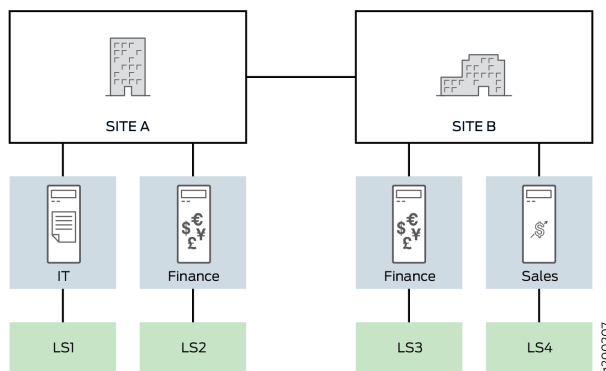 SITE A
SITE B
$€
£¥
$€
£¥
$
IT
Finance
Finance
Sales
LS1
LS2
LS3
LS4